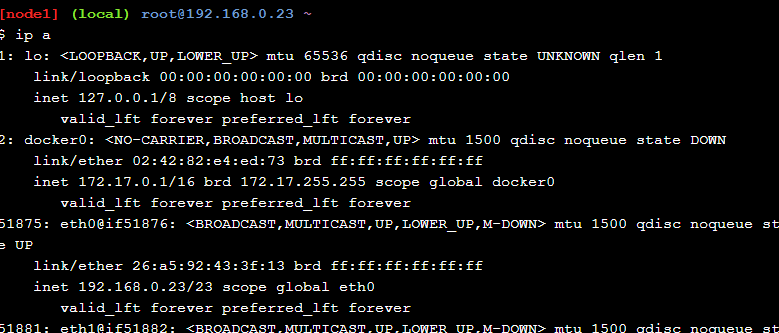 [node1] (local) root@192.168.0.23 ~
$ ip a
1: lo: <LOOPBACK,UP,LOWER_UP> mtu 65536 qdisc noqueue state UNKNOWN qlen 1
link/loopback 00:00:00:00:00:00 brd 00:00:00:00:00:00
inet 127.0.0.1/8 scope host lo
valid_lft forever preferred_lft forever
2: docker0: <NO-CARRIER,BROADCAST,MULTICAST,UP> mtu 1500 qdisc noqueue state DOWN
link/ether 02:42:82:e4:ed:73 brd ff:ff:ff:ff:ff:ff
inet 172.17.0.1/16 brd 172.17.255.255 scope global docker0
valid_lft forever preferred_lft forever
51875: eth0@if51876: <BROADCAST,MULTICAST,UP,LOWER_UP,M-DOWN> mtu 1500 qdisc noqueue st
e UP
link/ether 26:a5:92:43:3f:13 brd ff:ff:ff:ff:ff:ff
inet 192.168.0.23/23 scope global eth0
valid_lft forever preferred_lft forever
51881: eth1@if51882: <BROADCAST,MULTICAST,UP,LOWER_UP,M-DOWN> mtu 1500 qdisc noqueue st